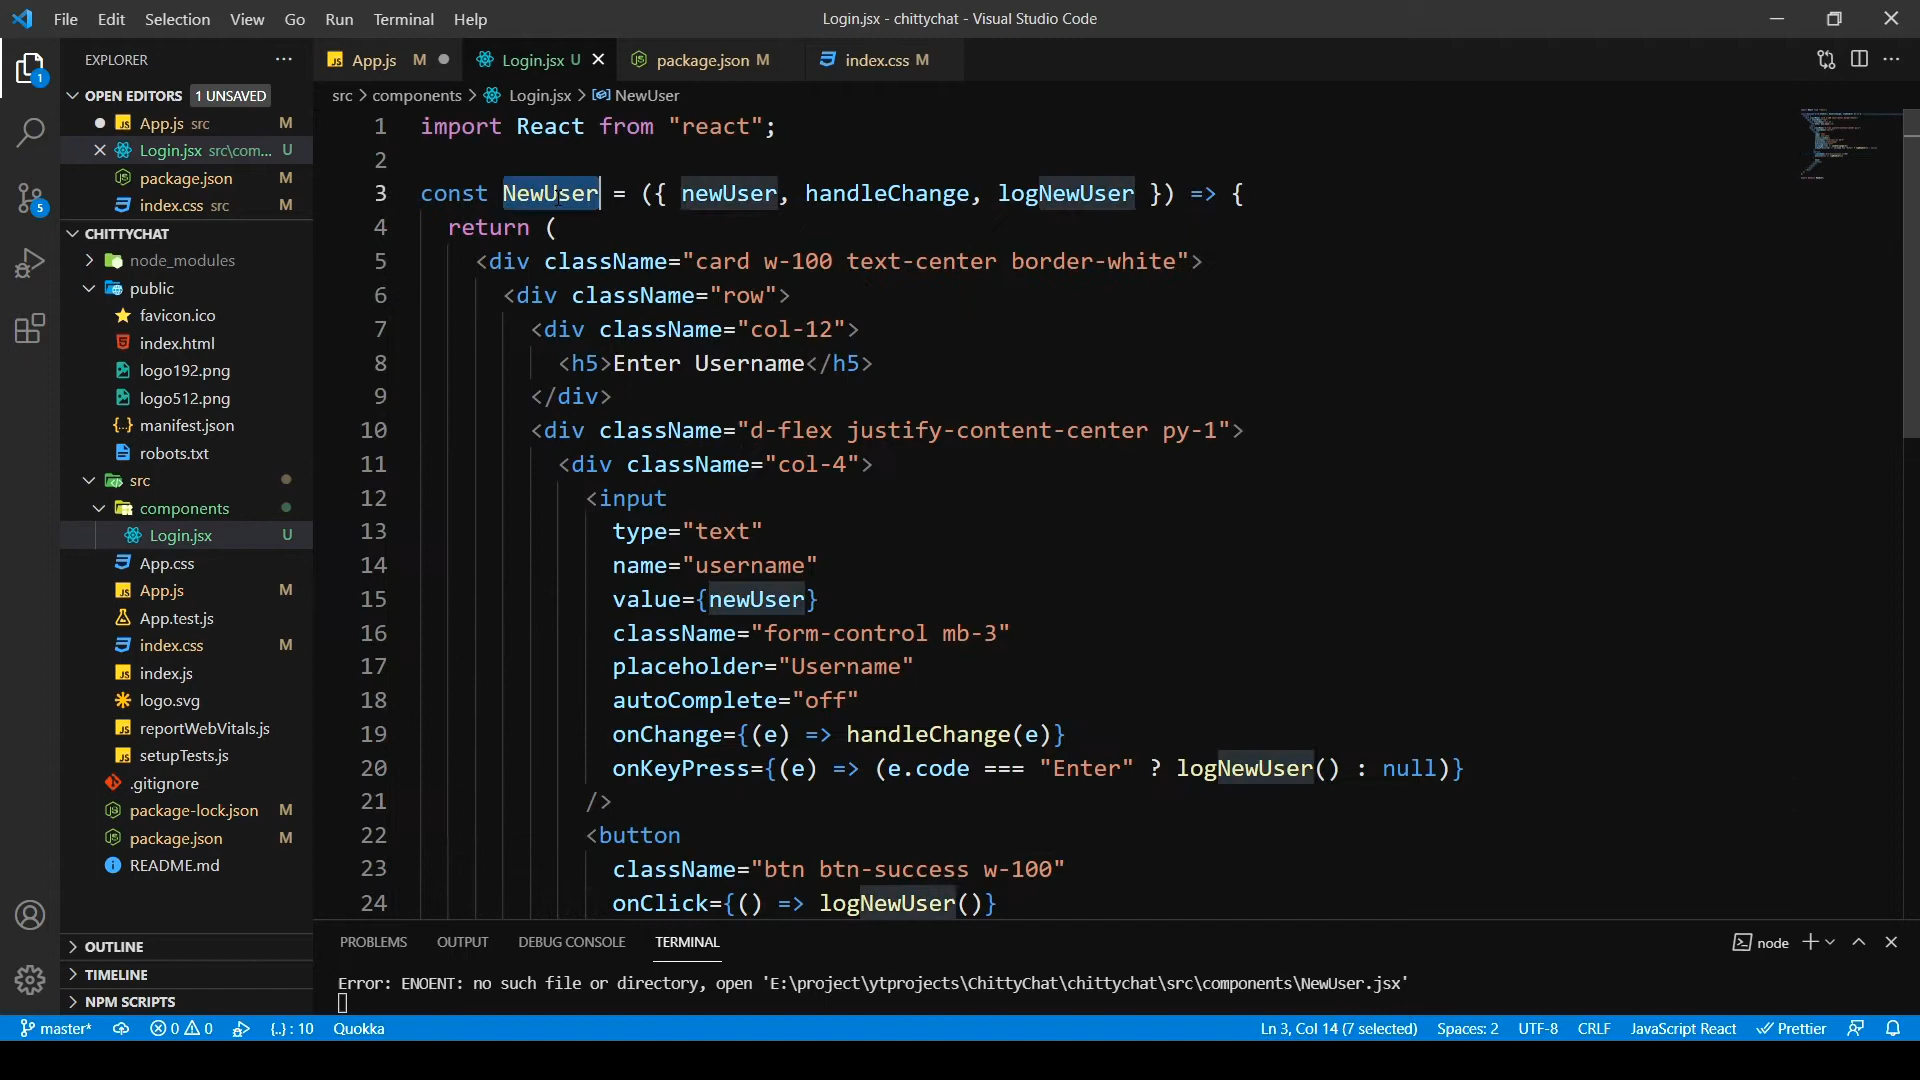 File Edit Selection View Go Run Terminal Help
Login.jsx - chittychat - Visual Studio Code
EXPLORER
OPEN EDITORS 1 UNSAVED
App.js src M
Login.jsx src\com... U
package.json M
index.css src M
CHITTYCHAT
node_modules
public
favicon.ico
index.html
logo192.png
logo512.png
manifest.json
robots.txt
src
components
Login.jsx U
App.css
App.js M
App.test.js
index.css M
index.js
logo.svg
reportWebVitals.js
setupTests.js
.gitignore
package-lock.json M
package.json M
README.md
OUTLINE
TIMELINE
NPM SCRIPTS
1
5
App.js M
Login.jsx U
package.json M
index.css M
src > components > Login.jsx > NewUser
1 import React from "react";
2
3 const NewUser = ({ newUser, handleChange, logNewUser }) => {
4 return (
5 <div className="card w-100 text-center border-white">
6 <div className="row">
7 <div className="col-12">
8 <h5>Enter Username</h5>
9 </div>
10 <div className="d-flex justify-content-center py-1">
11 <div className="col-4">
12 <input
13 type="text"
14 name="username"
15 value={newUser}
16 className="form-control mb-3"
17 placeholder="Username"
18 autoComplete="off"
19 onChange={(e) => handleChange(e)}
20 onKeyPress={(e) => (e.code === "Enter" ? logNewUser() : null)}
21 />
22 <button
23 className="btn btn-success w-100"
24 onClick={() => logNewUser()}
PROBLEMS OUTPUT DEBUG CONSOLE TERMINAL
node
Error: ENOENT: no such file or directory, open 'E:\project\ytprojects\ChittyChat\chittychat\src\components\NewUser.jsx'
master* 0 0 {..} : 10 Quokka
Ln 3, Col 14 (7 selected) Spaces: 2 UTF-8 CRLF JavaScript React Prettier